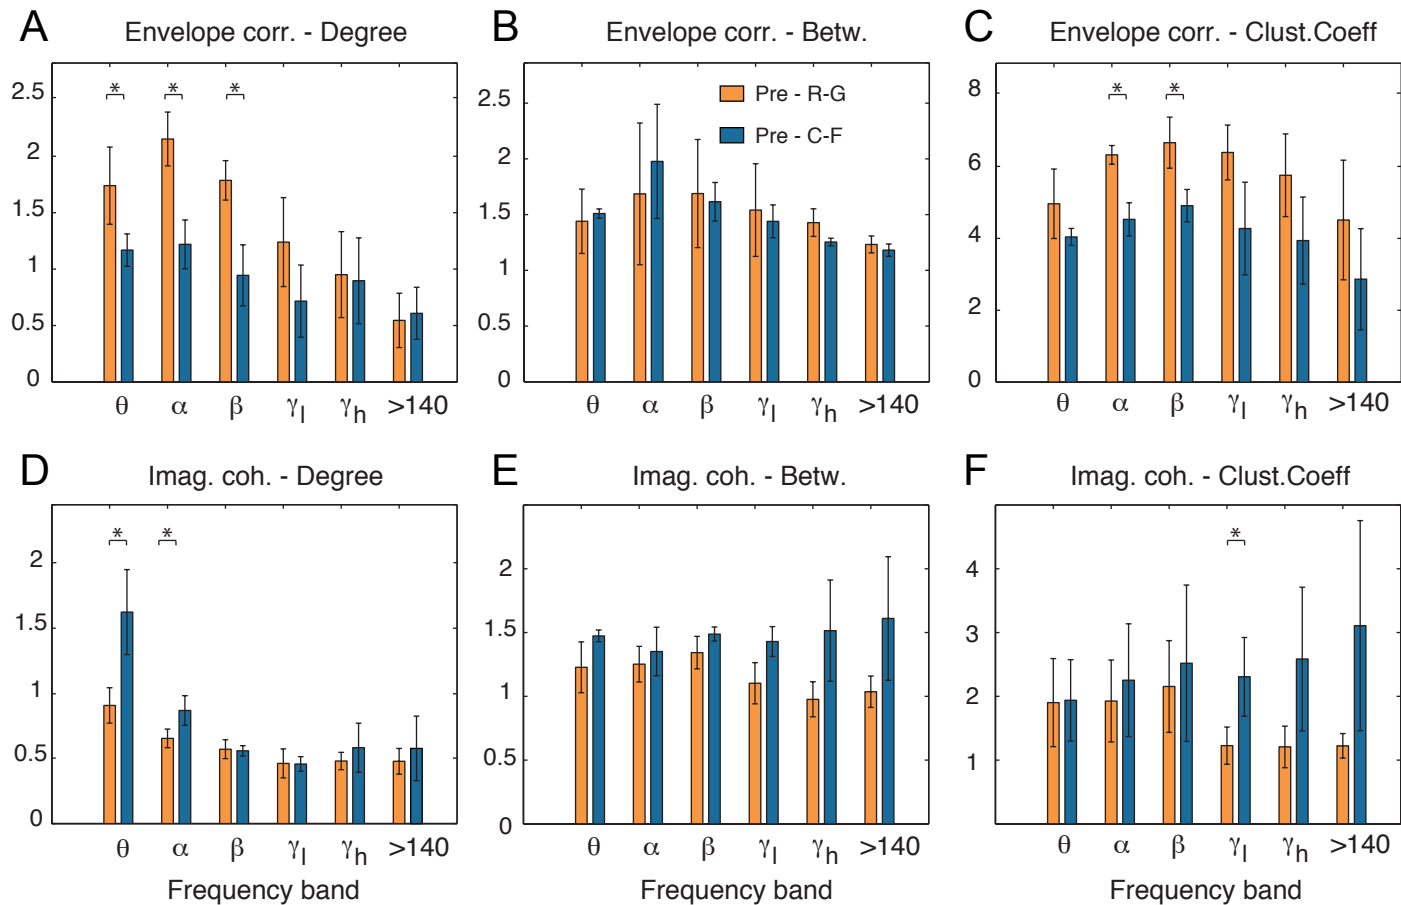 A
Envelope corr. - Degree
2.5
2
1.5
1
0.5
0
* * *
θ α β γl γh >140
B
Envelope corr. - Betw.
Pre - R-G
Pre - C-F
2.5
2
1.5
1
0.5
0
θ α β γl γh >140
C
Envelope corr. - Clust.Coeff
8
6
4
2
0
* *
θ α β γl γh >140
D
Imag. coh. - Degree
2
1.5
1
0.5
0
* *
θ α β γl γh >140
Frequency band
E
Imag. coh. - Betw.
2
1.5
1
0.5
0
θ α β γl γh >140
F
Imag. coh. - Clust.Coeff
4
3
2
1
*
θ α β γl γh >140
Frequency band